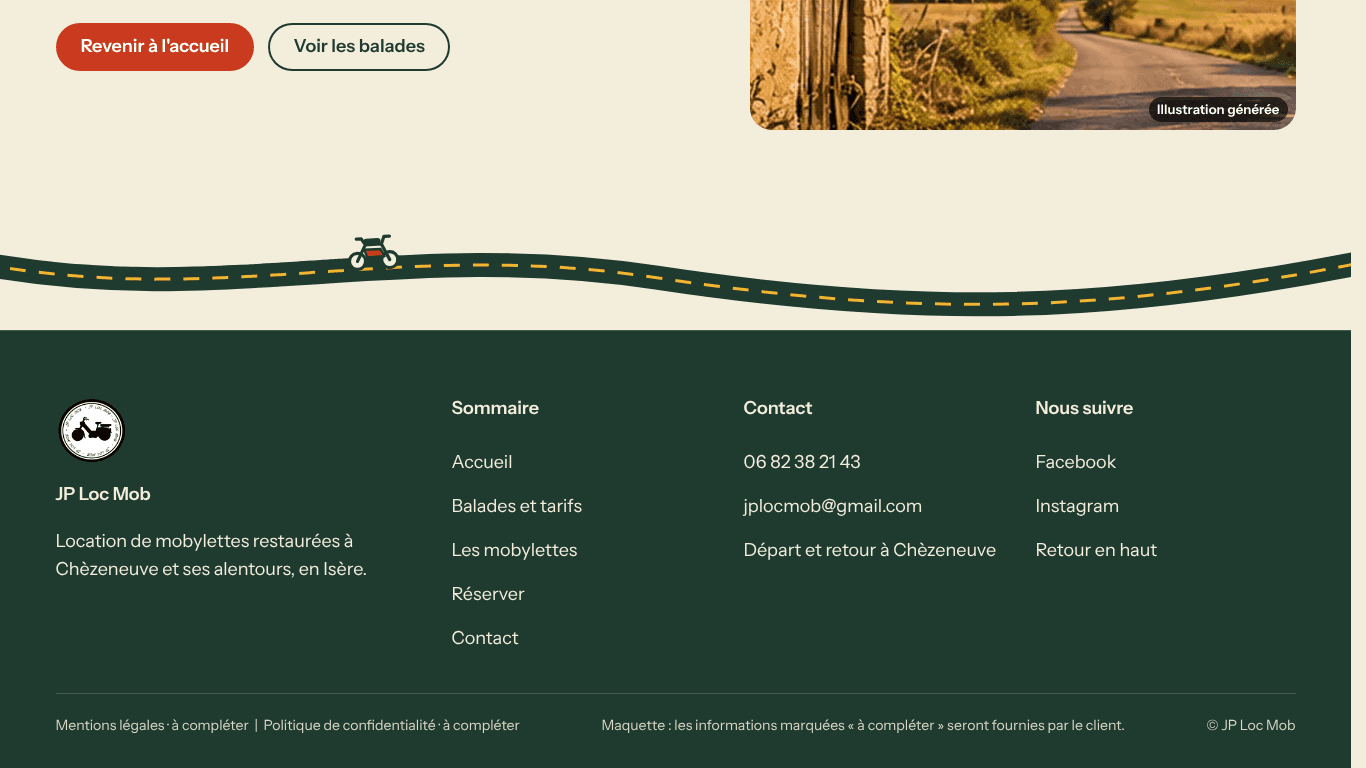 Revenir à l'accueil
Voir les balades
Illustration générée
JP Loc Mob
Location de mobylettes restaurées à
Chèzeneuve et ses alentours, en Isère.
Sommaire
Accueil
Balades et tarifs
Les mobylettes
Réserver
Contact
Contact
06 82 38 21 43
jplocmob@gmail.com
Départ et retour à Chèzeneuve
Nous suivre
Facebook
Instagram
Retour en haut
Mentions légales · à compléter | Politique de confidentialité · à compléter
Maquette : les informations marquées « à compléter » seront fournies par le client.
© JP Loc Mob